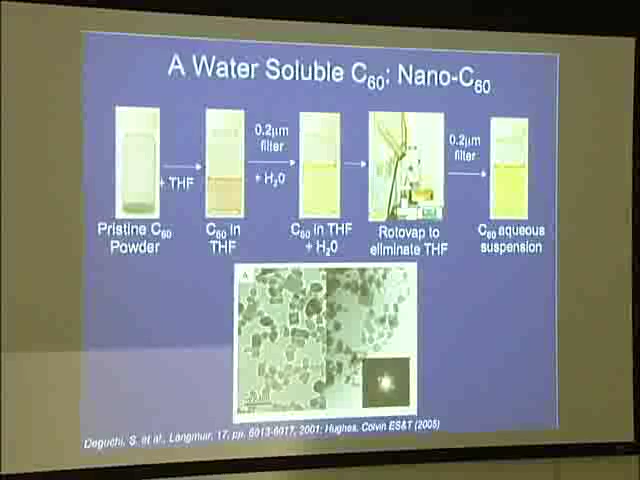 A Water Soluble C60: Nano-C60
+ THF
0.2μm
filter
+ H20
0.2μm
filter
Pristine C60
Powder
C60 in
THF
C60 in THF
+ H20
Rotovap to
eliminate THF
C60 aqueous
suspension
A
Deguchi, S. et al., Langmuir, 17, pp. 6013-6017, 2001; Hughes, Colvin ES&T (2005)